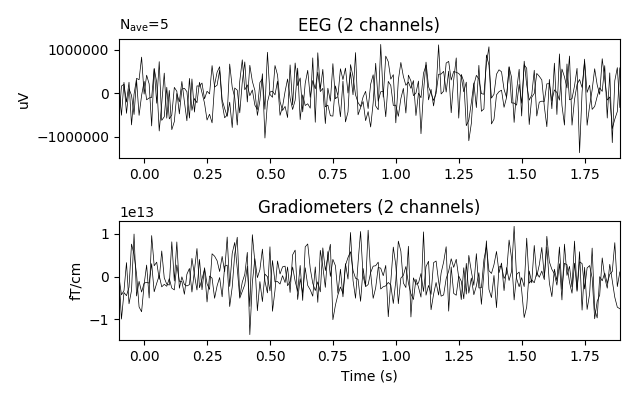 N_ave=5
EEG (2 channels)
1000000
0
−1000000
uV
0.00 0.25 0.50 0.75 1.00 1.25 1.50 1.75
1e13
Gradiometers (2 channels)
1
0
−1
fT/cm
0.00 0.25 0.50 0.75 1.00 1.25 1.50 1.75
Time (s)